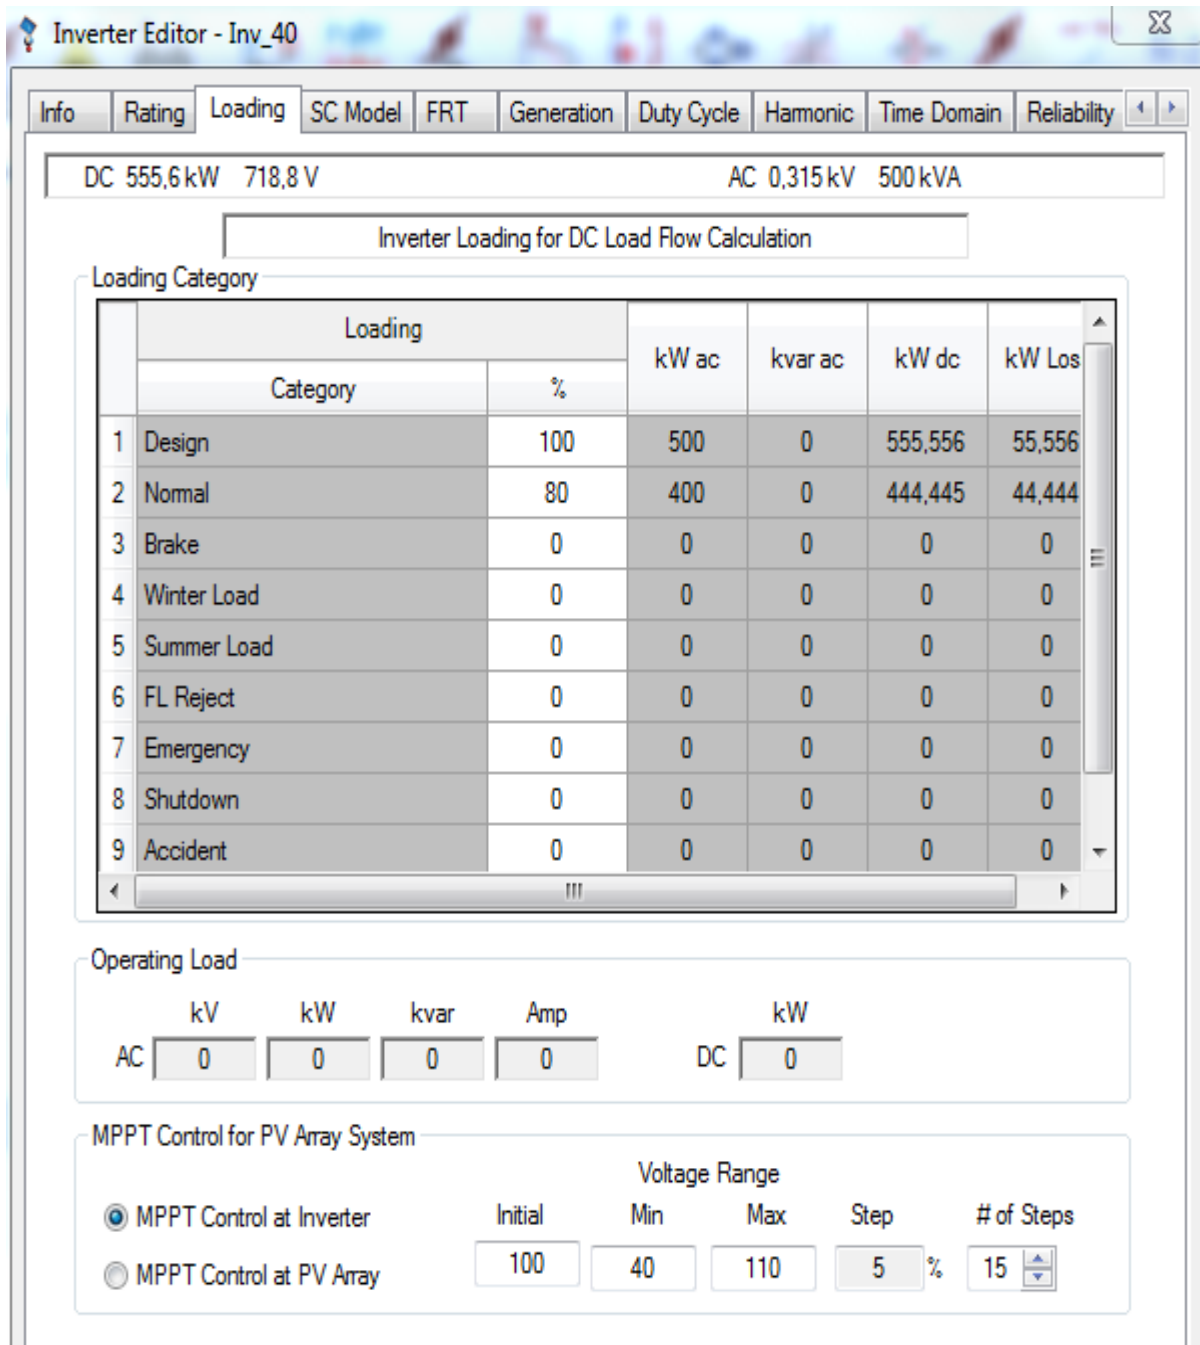 Inverter Editor - Inv_40
Info Rating Loading SC Model FRT Generation Duty Cycle Harmonic Time Domain Reliability
DC 555,6 kW 718,8 V AC 0,315 kV 500 kVA
Inverter Loading for DC Load Flow Calculation
Loading Category
Loading kW ac kvar ac kW dc kW Los
Category %
1 Design 100 500 0 555,556 55,556
2 Normal 80 400 0 444,445 44,444
3 Brake 0 0 0 0 0
4 Winter Load 0 0 0 0 0
5 Summer Load 0 0 0 0 0
6 FL Reject 0 0 0 0 0
7 Emergency 0 0 0 0 0
8 Shutdown 0 0 0 0 0
9 Accident 0 0 0 0 0
Operating Load
kV kW kvar Amp kW
AC 0 0 0 0 DC 0
MPPT Control for PV Array System
Voltage Range
MPPT Control at Inverter Initial Min Max Step # of Steps
MPPT Control at PV Array 100 40 110 5 % 15